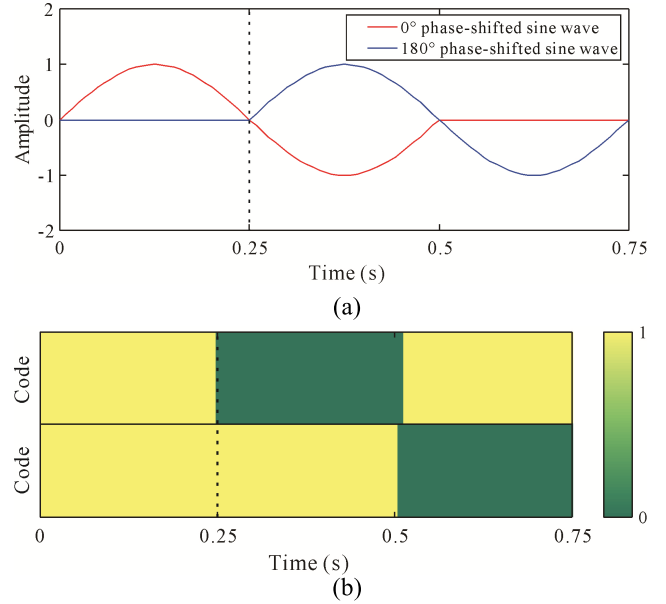 2
0° phase-shifted sine wave
180° phase-shifted sine wave
1
0
-1
-2
Amplitude
0 0.25 0.5 0.75
Time (s)
(a)
Code
Code
1
0
0 0.25 0.5 0.75
Time (s)
(b)